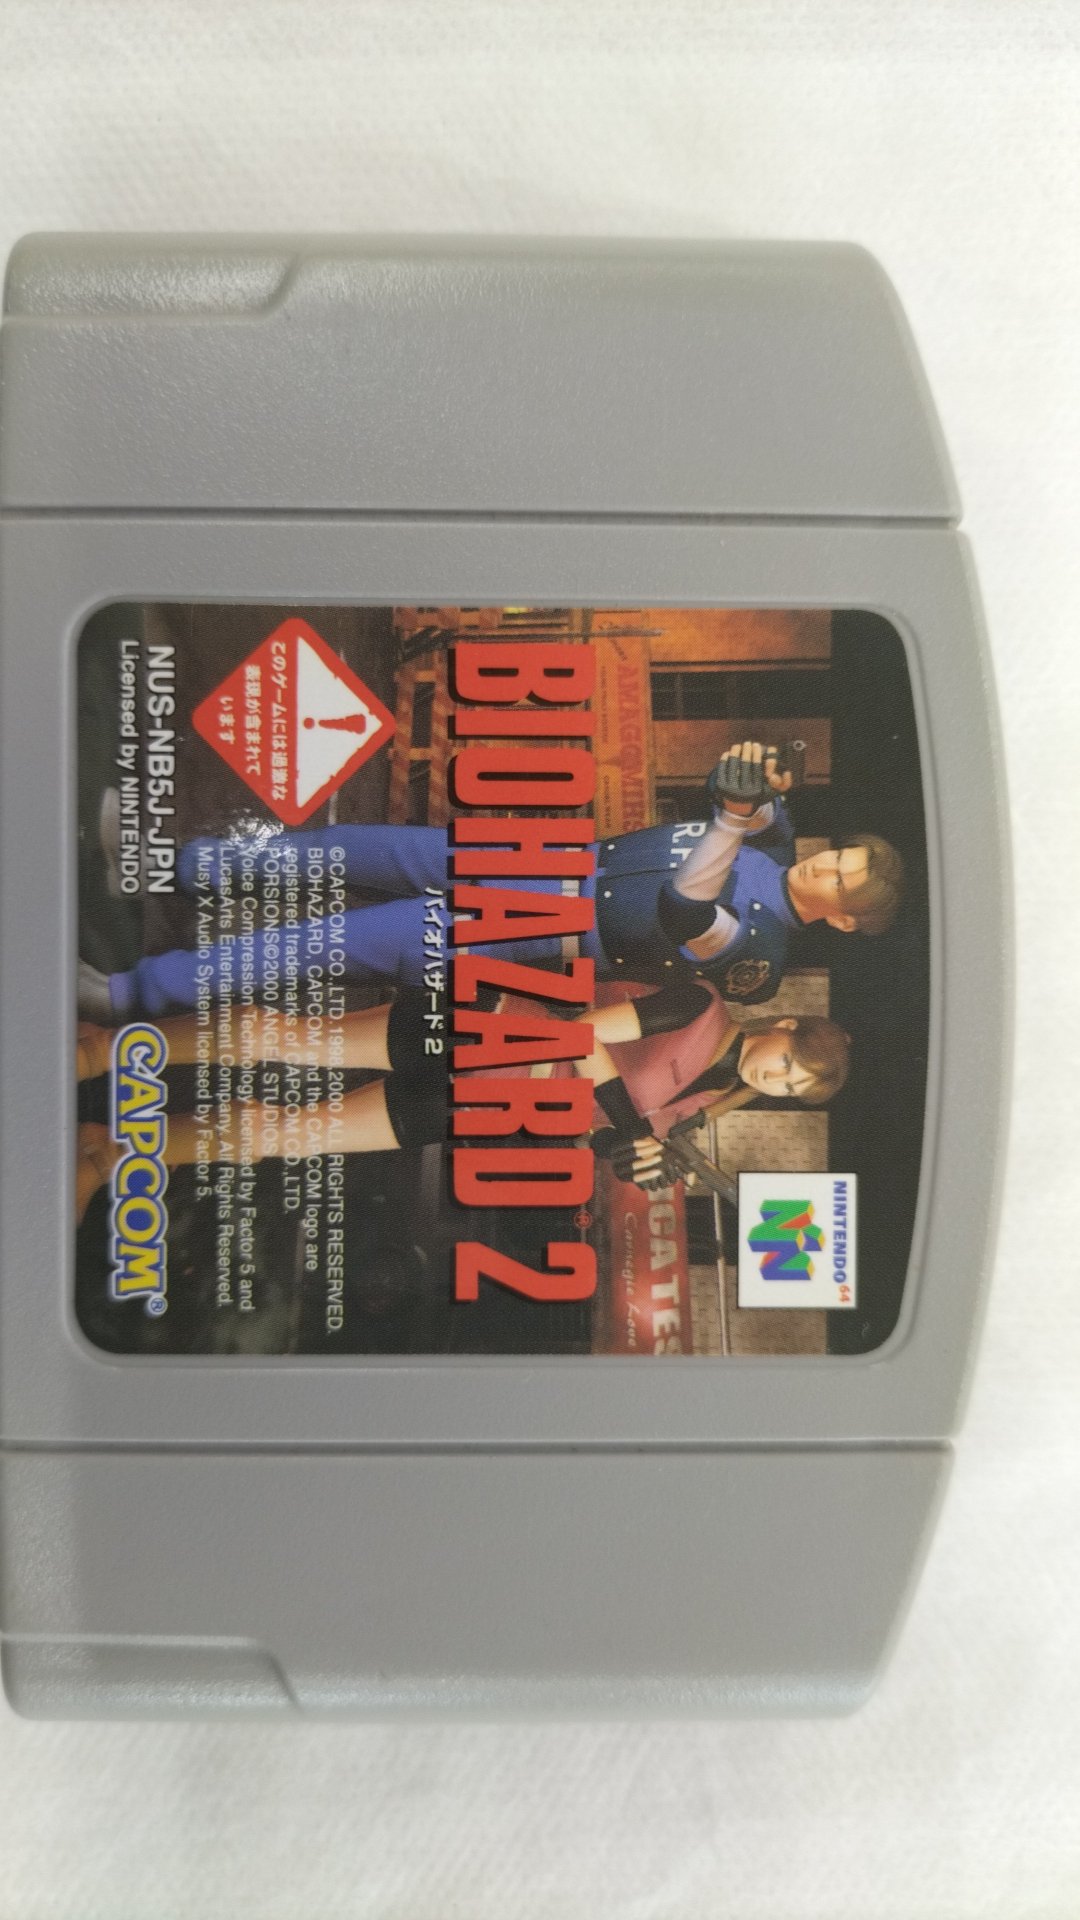 NINTENDO64
AMAGCMIRS
R.P.
ICATES
Carnagie Love
BIOHAZARD®2
バイオハザード2
このゲームには過激な
表現が含まれて
います
©CAPCOM CO.,LTD.1998,2000 ALL RIGHTS RESERVED.
BIOHAZARD, CAPCOM and the CAPCOM logo are
registered trademarks of CAPCOM CO.,LTD.
PORSIONS©2000 ANGEL STUDIOS
Voice Compression Technology licensed by Factor 5 and
LucasArts Entertainment Company. All Rights Reserved.
Musy X Audio System licensed by Factor 5.
NUS-NB5J-JPN
Licensed by NINTENDO
CAPCOM®